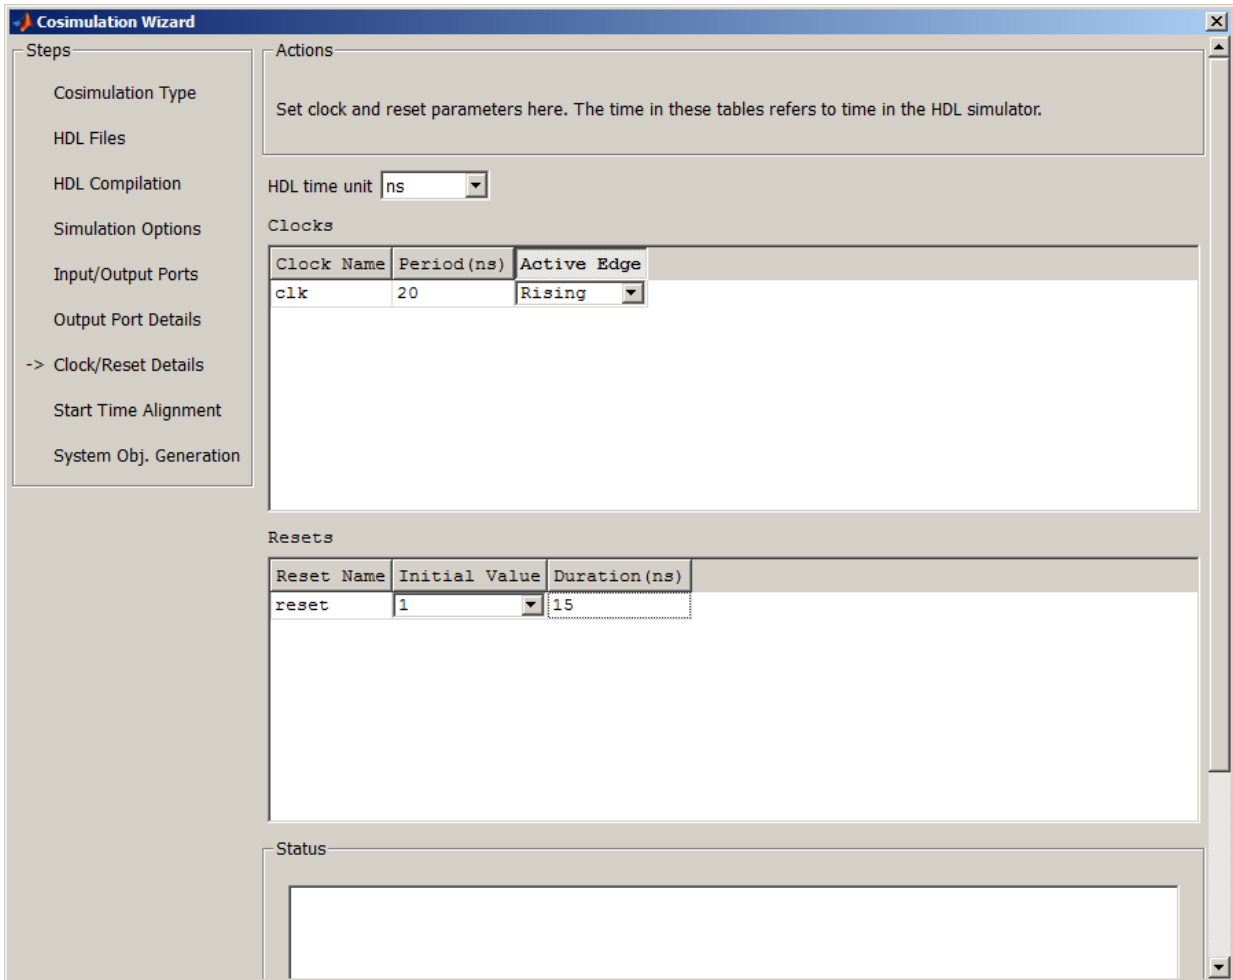 Cosimulation Wizard
Steps
Cosimulation Type
HDL Files
HDL Compilation
Simulation Options
Input/Output Ports
Output Port Details
-> Clock/Reset Details
Start Time Alignment
System Obj. Generation
Actions
Set clock and reset parameters here. The time in these tables refers to time in the HDL simulator.
HDL time unit ns
Clocks
Clock Name Period(ns) Active Edge
clk 20 Rising
Resets
Reset Name Initial Value Duration(ns)
reset 1 15
Status